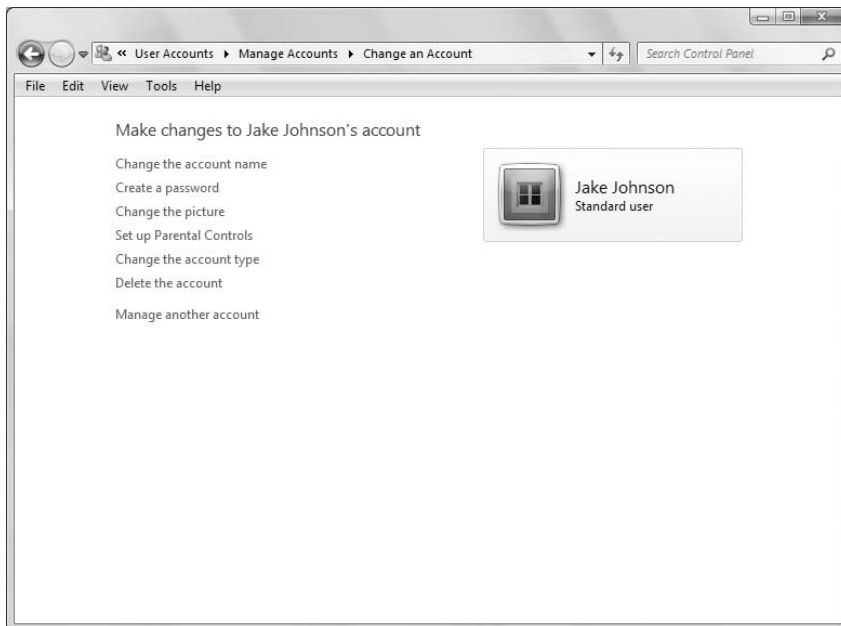 « User Accounts ▸ Manage Accounts ▸ Change an Account
Search Control Panel
File Edit View Tools Help
Make changes to Jake Johnson's account
Change the account name
Create a password
Change the picture
Set up Parental Controls
Change the account type
Delete the account
Manage another account
Jake Johnson
Standard user